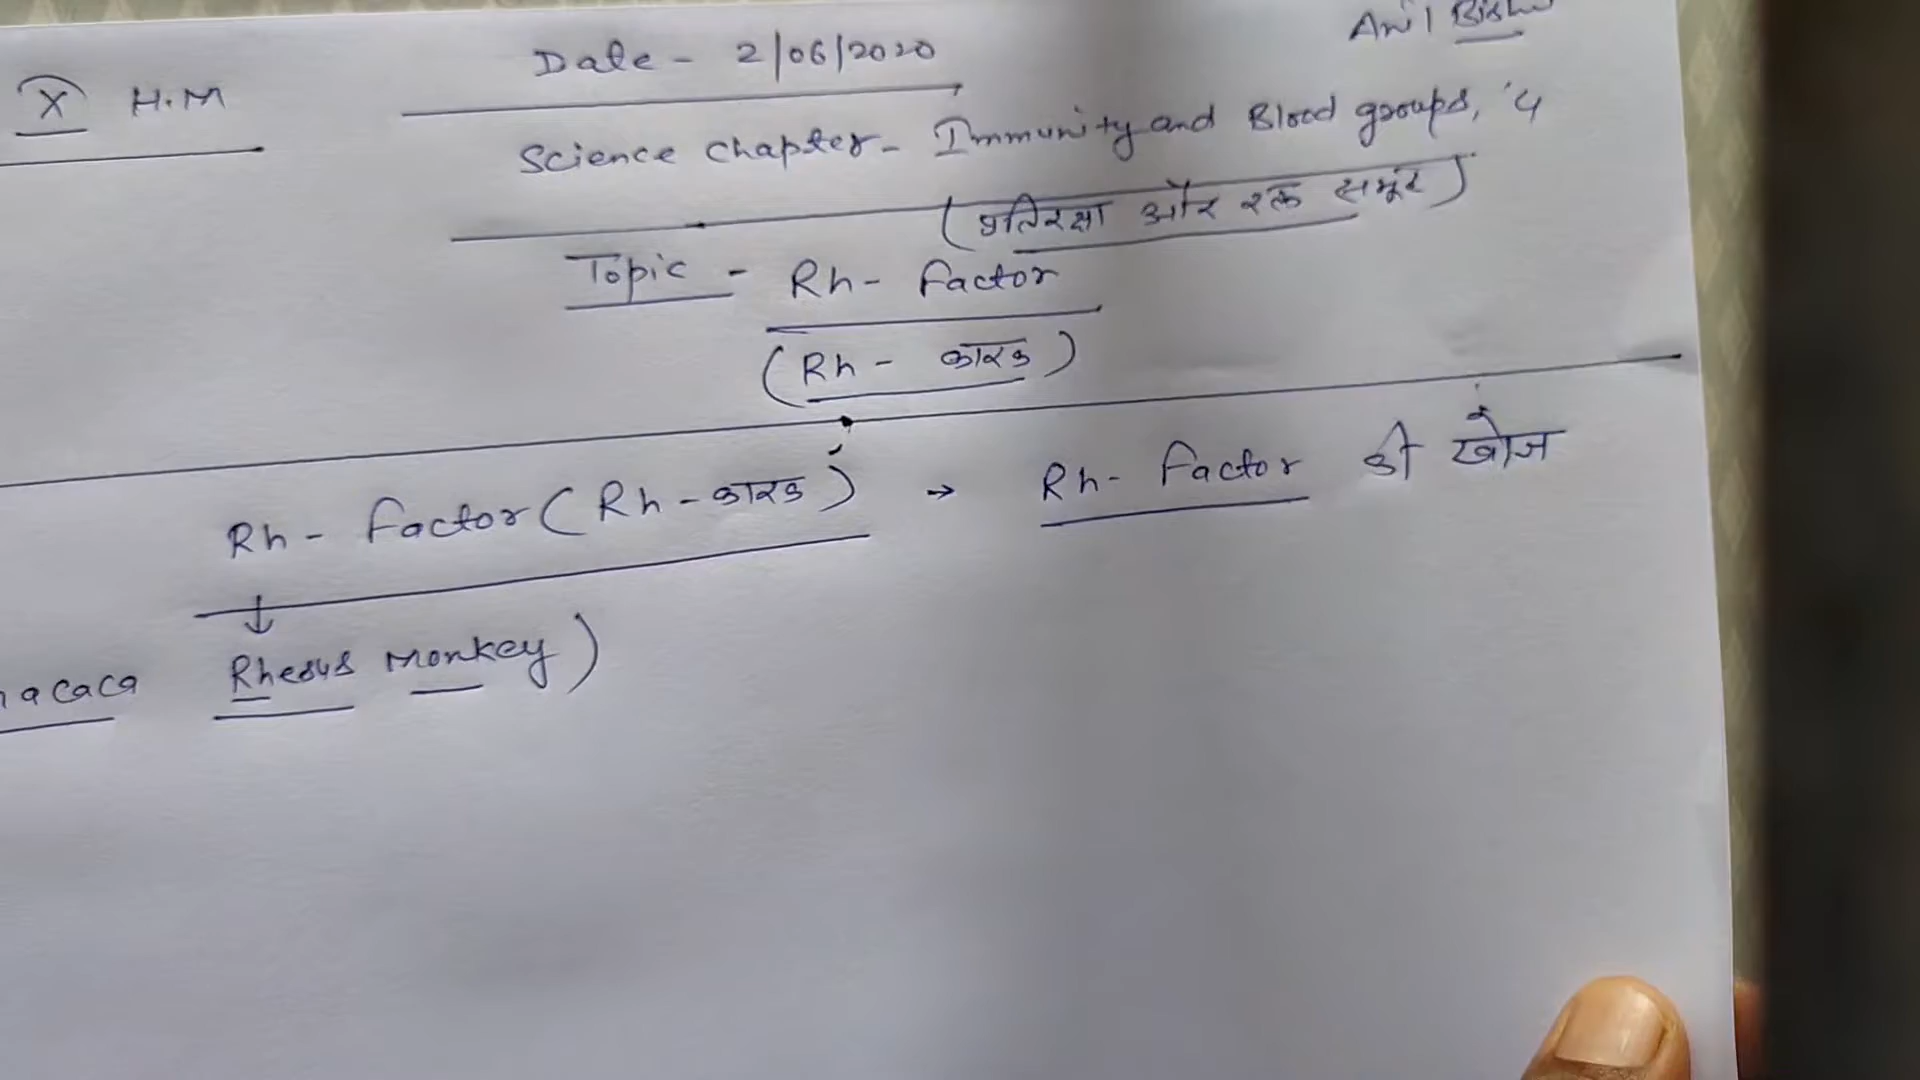 Anil
X H.M Date - 2/06/2020
Science Chapter - Immunity and Blood groups, '4
(प्रतिरक्षा और रक्त समूह)
Topic - Rh- factor
(Rh - कारक)
Rh - factor (Rh - कारक) → Rh - factor की खोज
↓
acaca Rhesus Monkey)